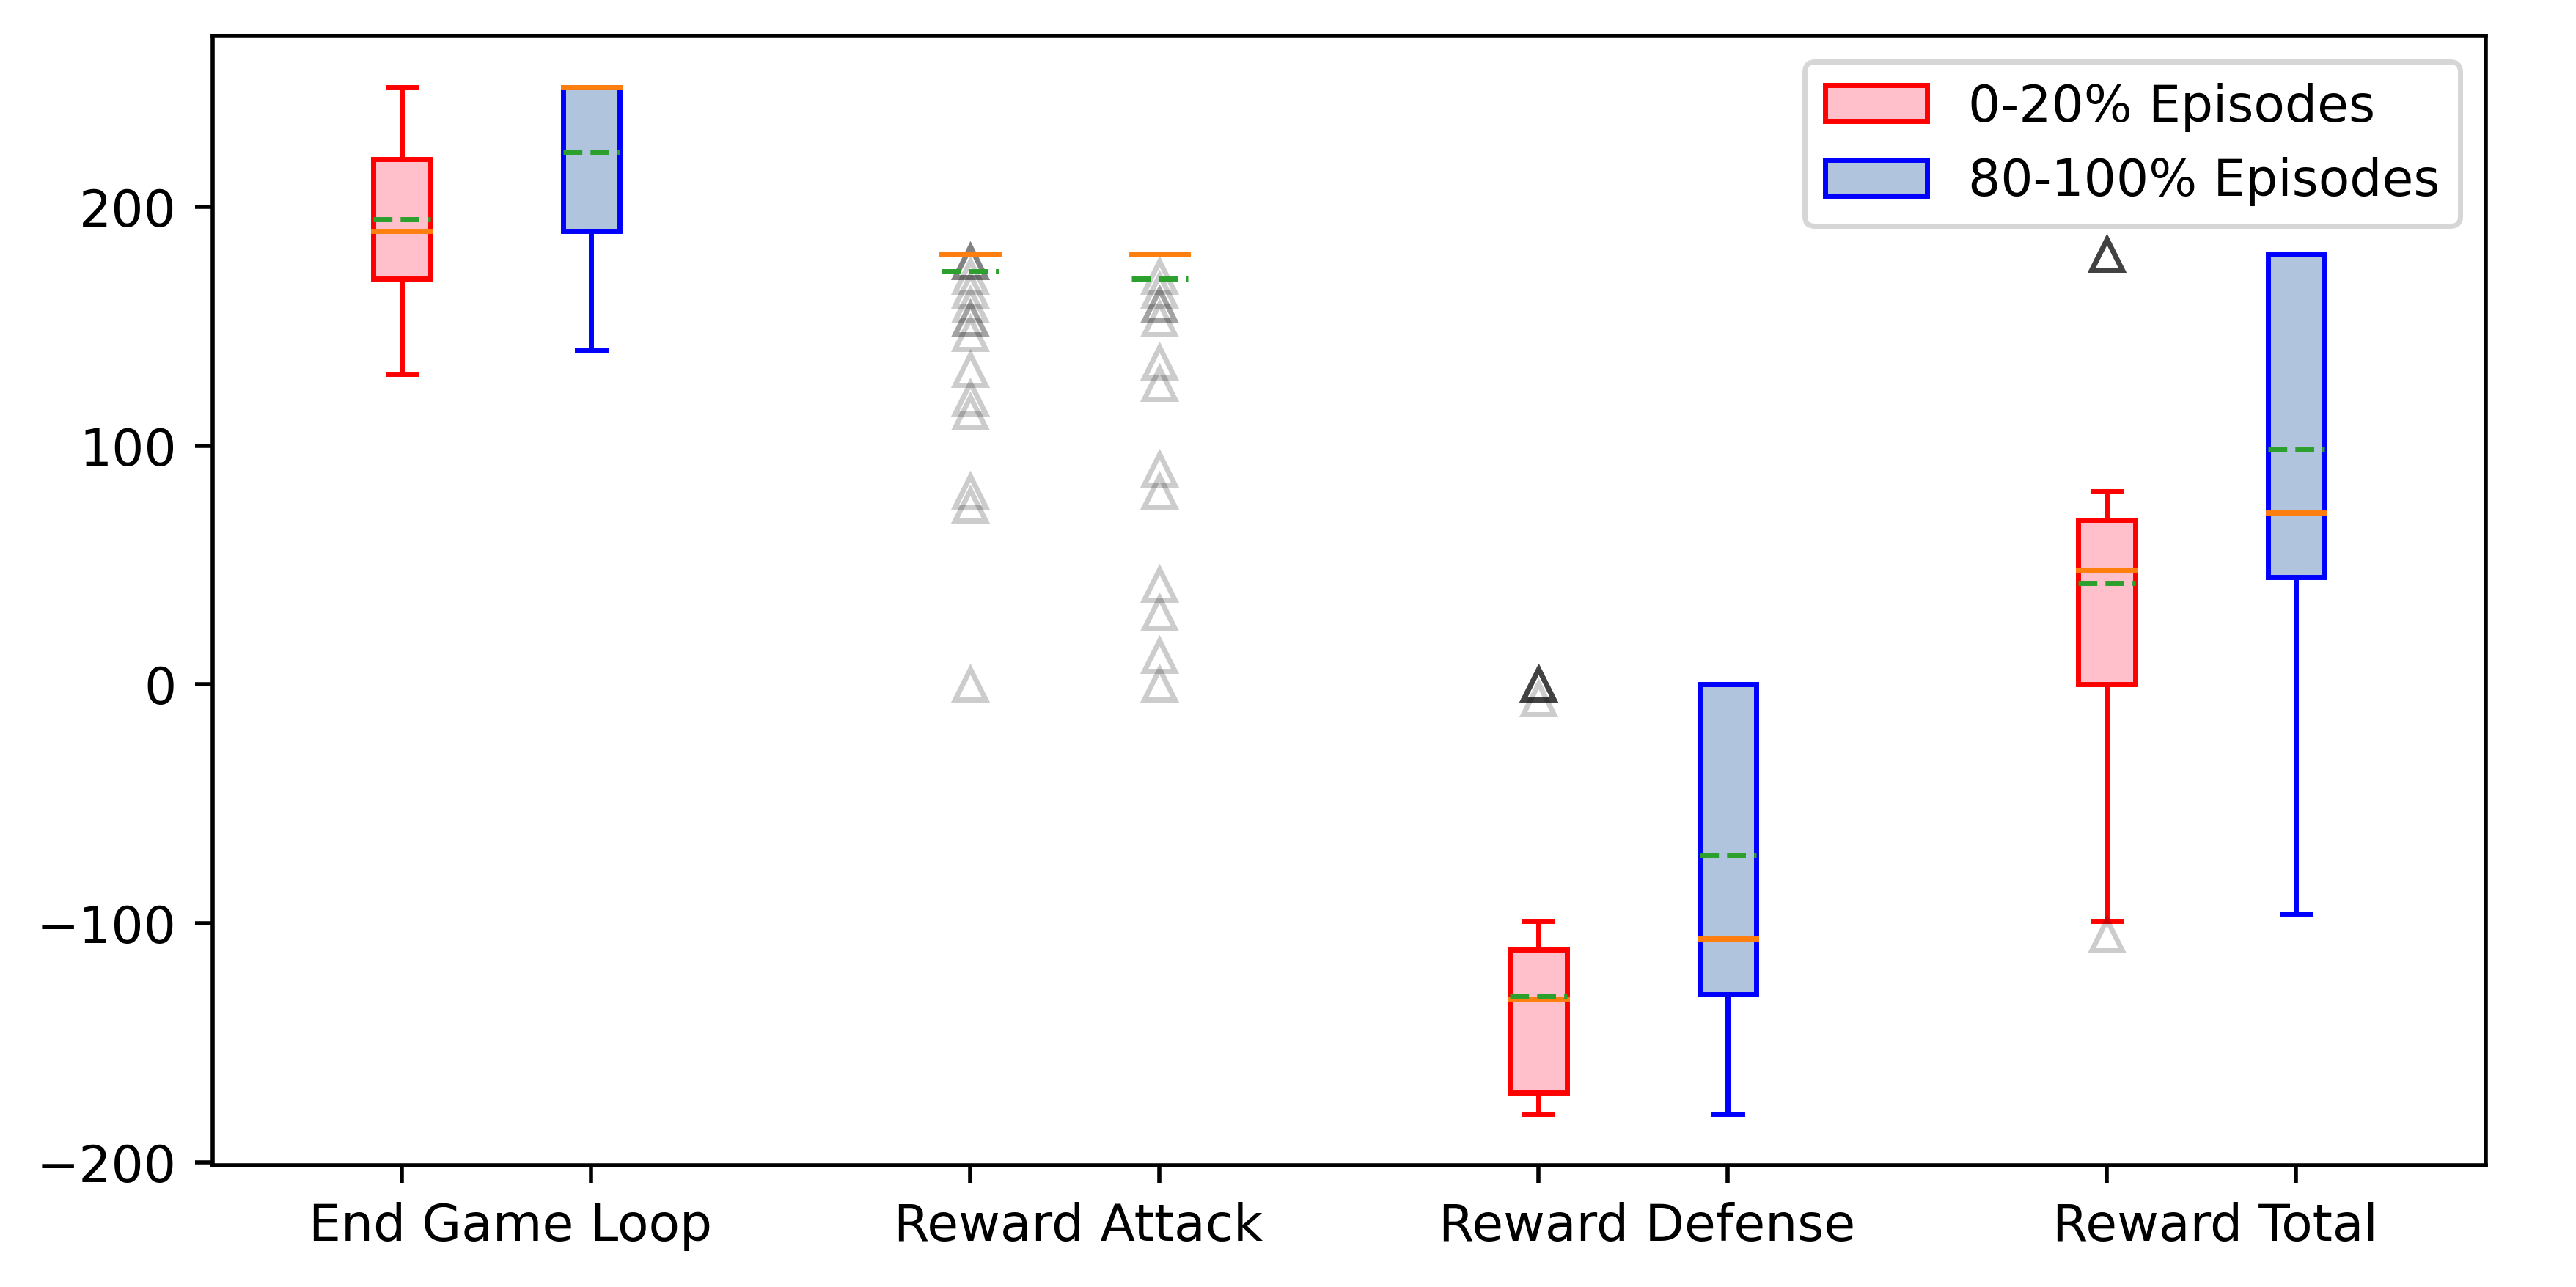 0-20% Episodes
80-100% Episodes
200
100
0
−100
−200
End Game Loop
Reward Attack
Reward Defense
Reward Total